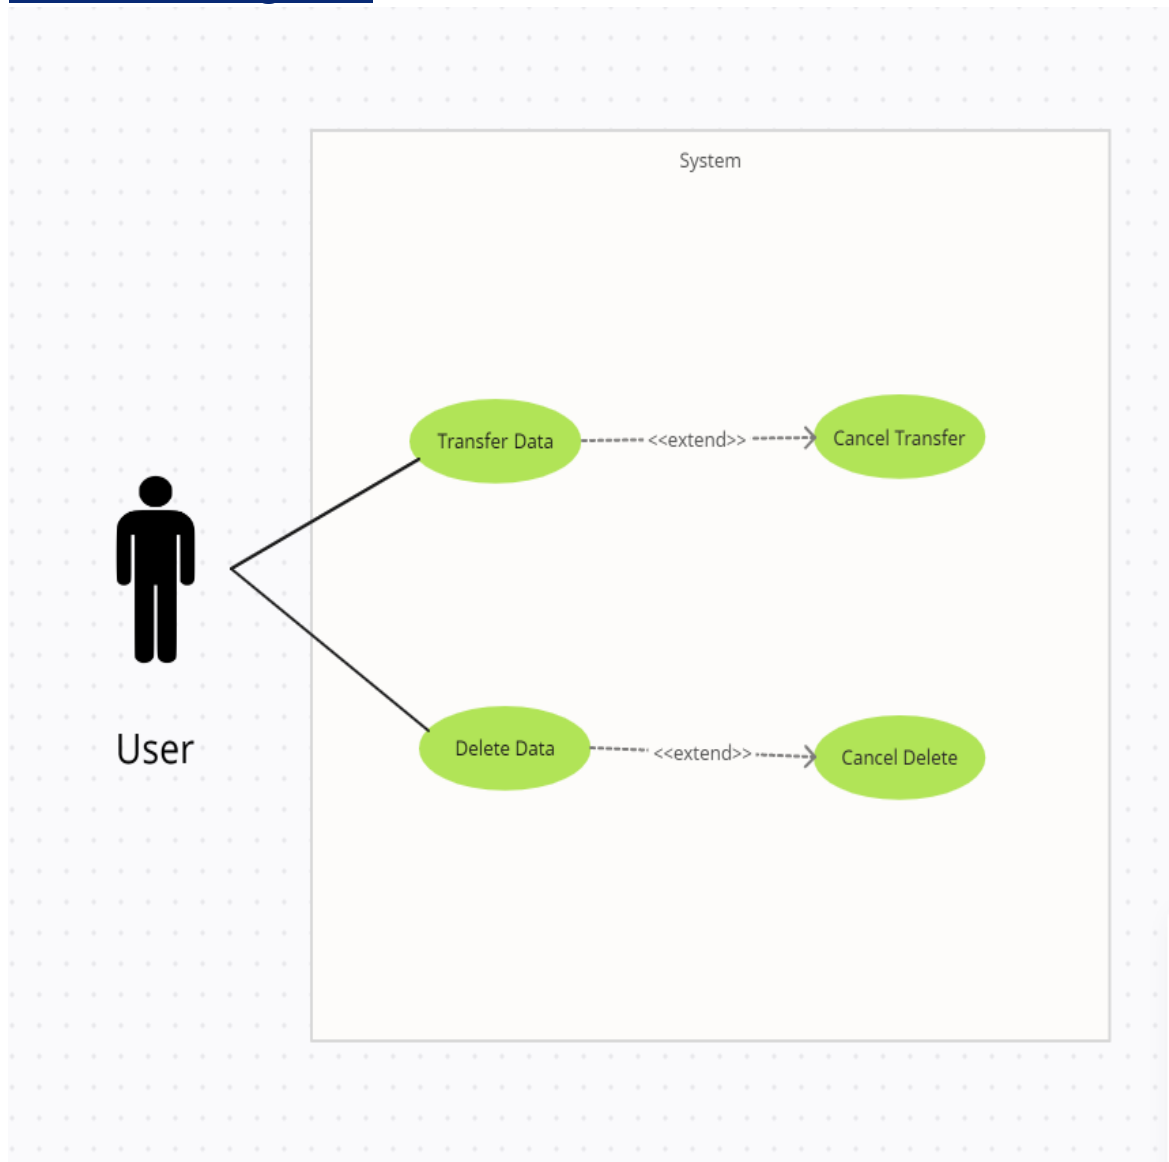 System
Transfer Data
<<extend>>
Cancel Transfer
User
Delete Data
<<extend>>
Cancel Delete